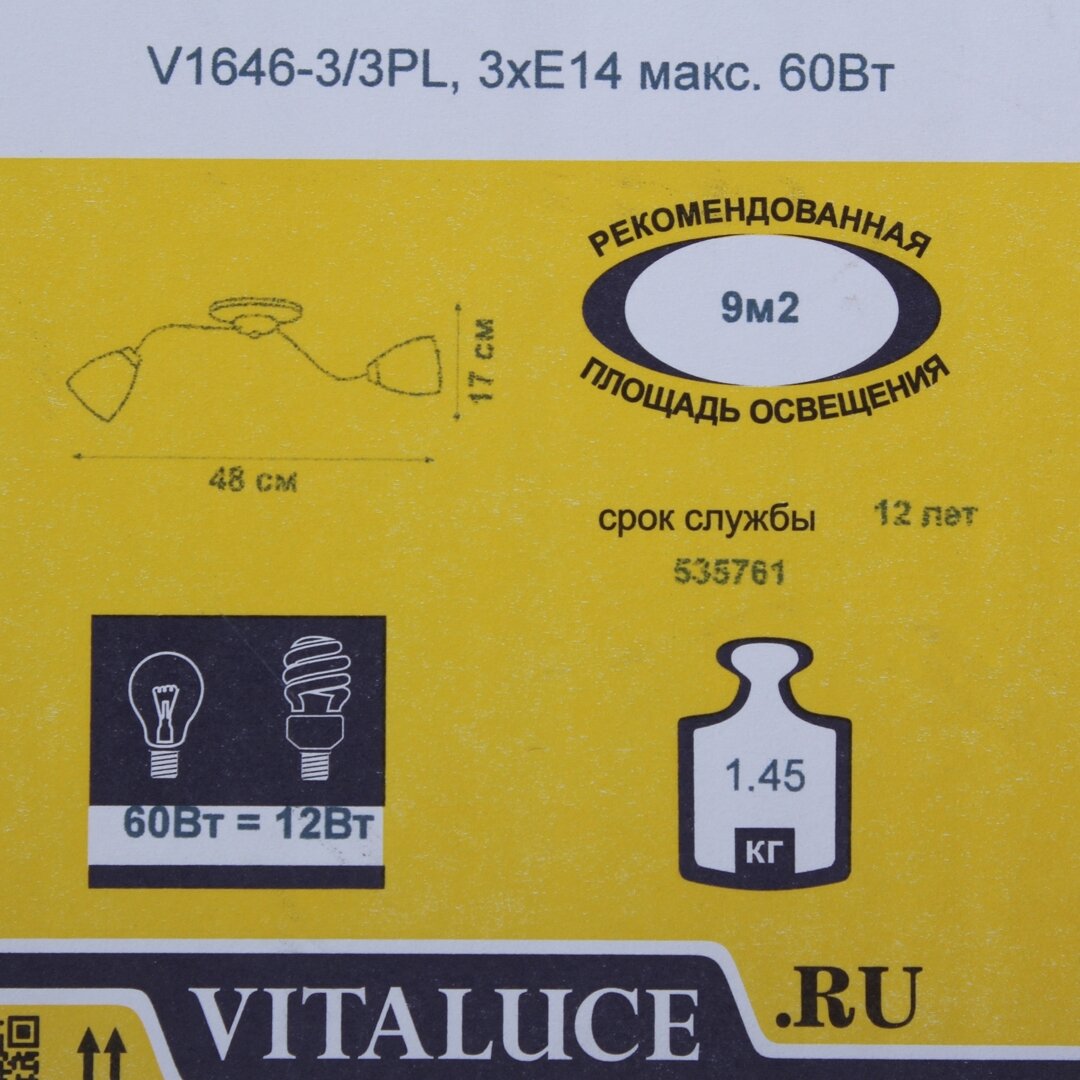 V1646-3/3PL, 3xE14 макс. 60Вт
РЕКОМЕНДОВАННАЯ
9м2
ПЛОЩАДЬ ОСВЕЩЕНИЯ
17 см
48 см
срок службы 12 лет
535761
60Вт = 12Вт
1.45
КГ
VITALUCE.RU